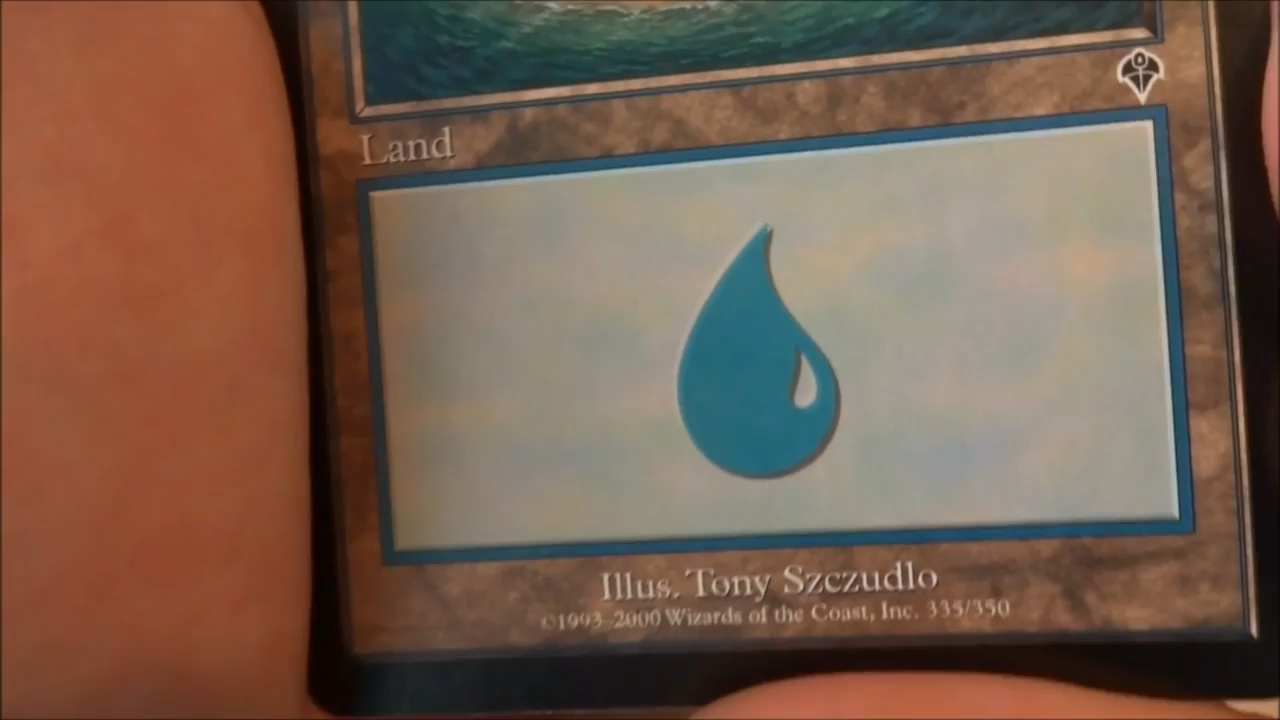 Land
Illus. Tony Szczudlo
©1993-2000 Wizards of the Coast, Inc. 335/350